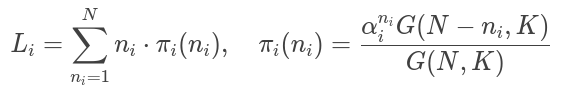 L_i = \sum_{n_i=1}^{N} n_i \cdot \pi_i(n_i), \quad \pi_i(n_i) = \frac{\alpha_i^{n_i} G(N - n_i, K)}{G(N, K)}